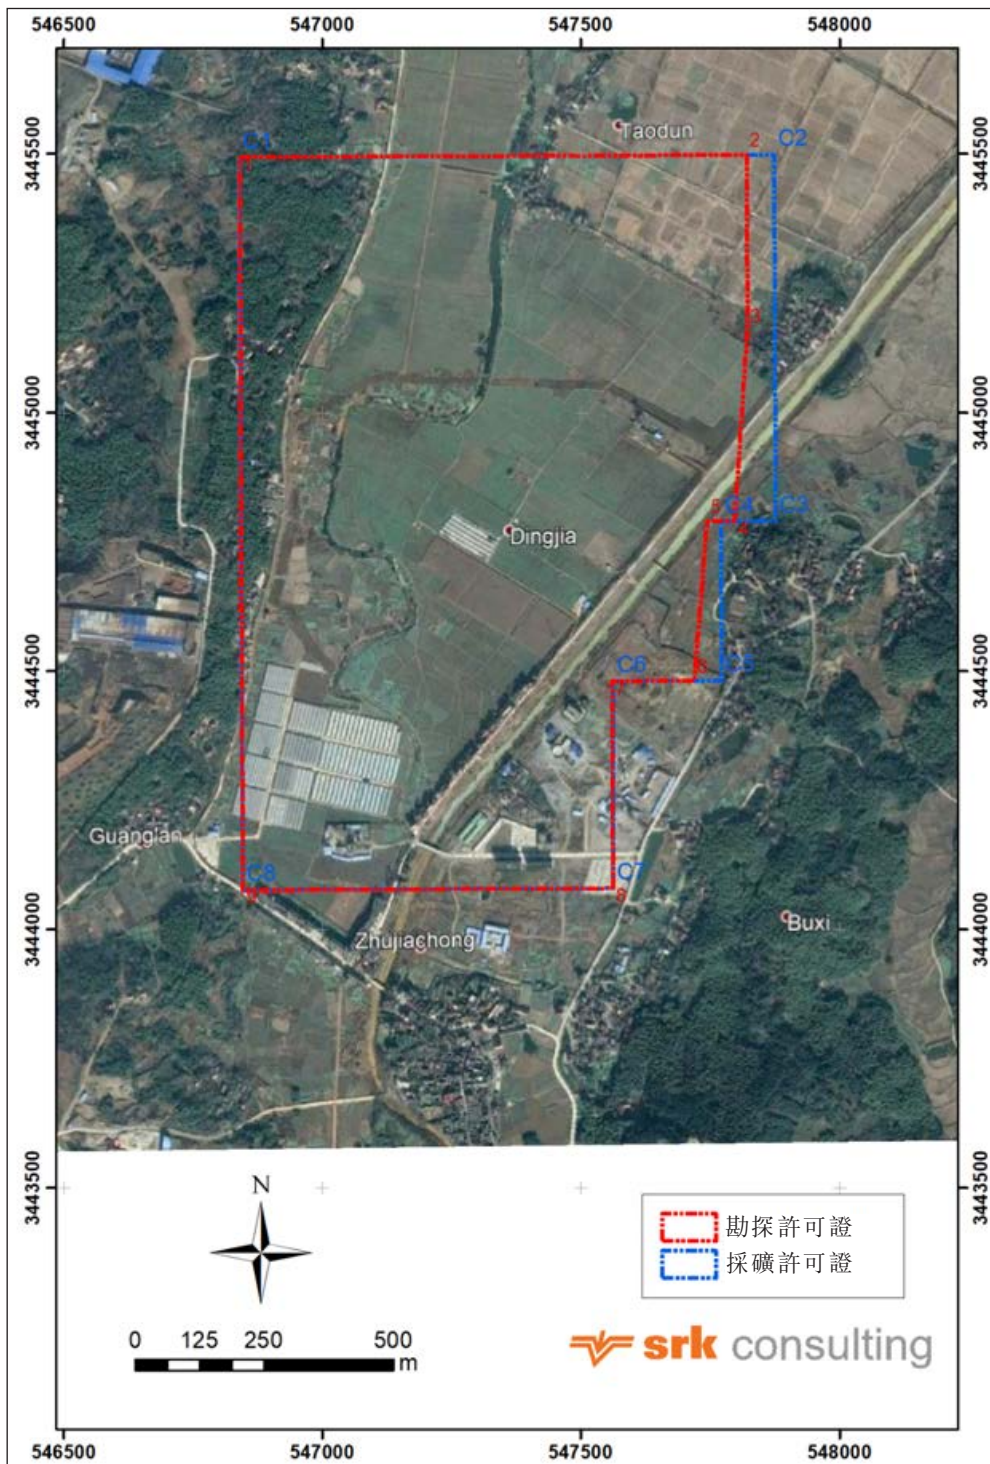 546500 547000 547500 548000
Taodun
C1 2 C2
3445500 3445500
3
3445000 3445000
5 C4 4 C3
Dingjia
3444500 3444500
C6 6 C5
7
Guanglan
C8 C7
8
3444000 3444000
Buxi
Zhujiachong
3443500 3443500
N
勘探許可證
採礦許可證
0 125 250 500
m
srk consulting
546500 547000 547500 548000